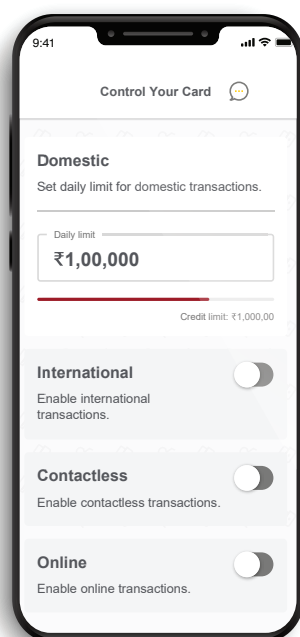 9:41
Control Your Card
Domestic
Set daily limit for domestic transactions.
Daily limit
₹1,00,000
Credit limit: ₹1,000,00
International
Enable international
transactions.
Contactless
Enable contactless transactions.
Online
Enable online transactions.